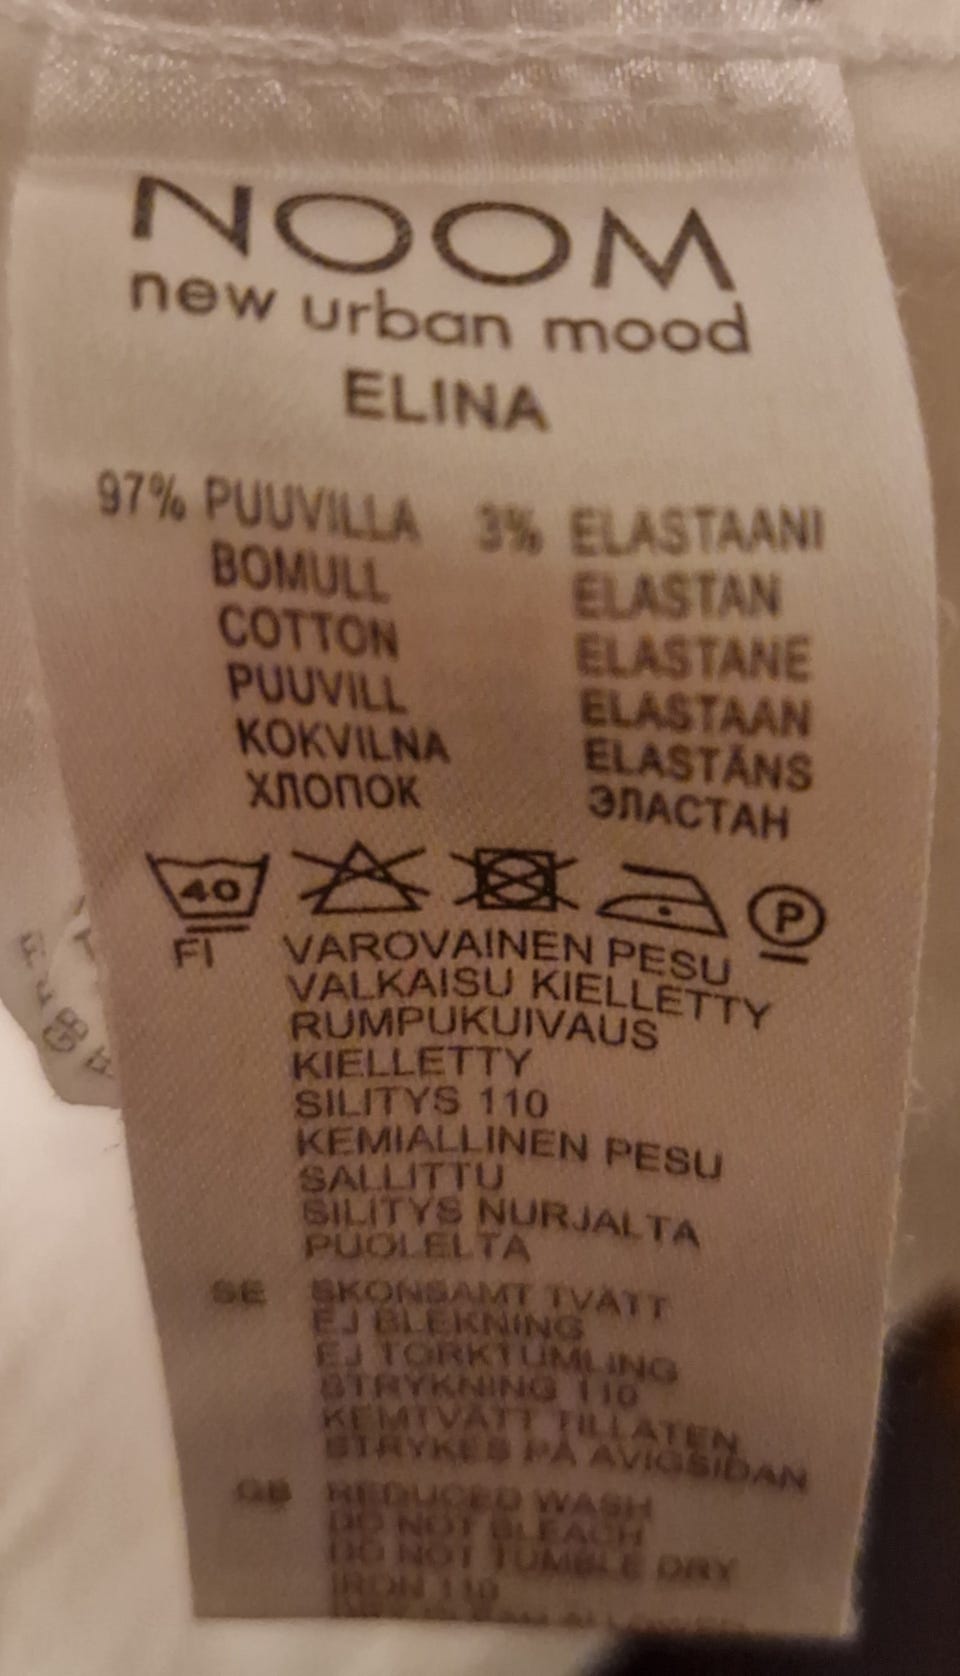 NOOM
new urban mood
ELINA
97% PUUVILLA 3% ELASTAANI
BOMULL ELASTAN
COTTON ELASTANE
PUUVILL ELASTAAN
KOKVILNA ELASTĀNS
ХЛОПОК ЭЛАСТАН
40 P
FI VAROVAINEN PESU
VALKAISU KIELLETTY
RUMPUKUIVAUS
KIELLETTY
SILITYS 110
KEMIALLINEN PESU
SALLITTU
SILITYS NURJALTA
PUOLELTA
SE SKONSAMT TVÄTT
EJ BLEKNING
EJ TORKTUMLING
STRYKNING 110
KEMTVÄTT TILLÅTEN
STRYKES PÅ AVIGSIDAN
GB REDUCED WASH
DO NOT BLEACH
DO NOT TUMBLE DRY
IRON 110